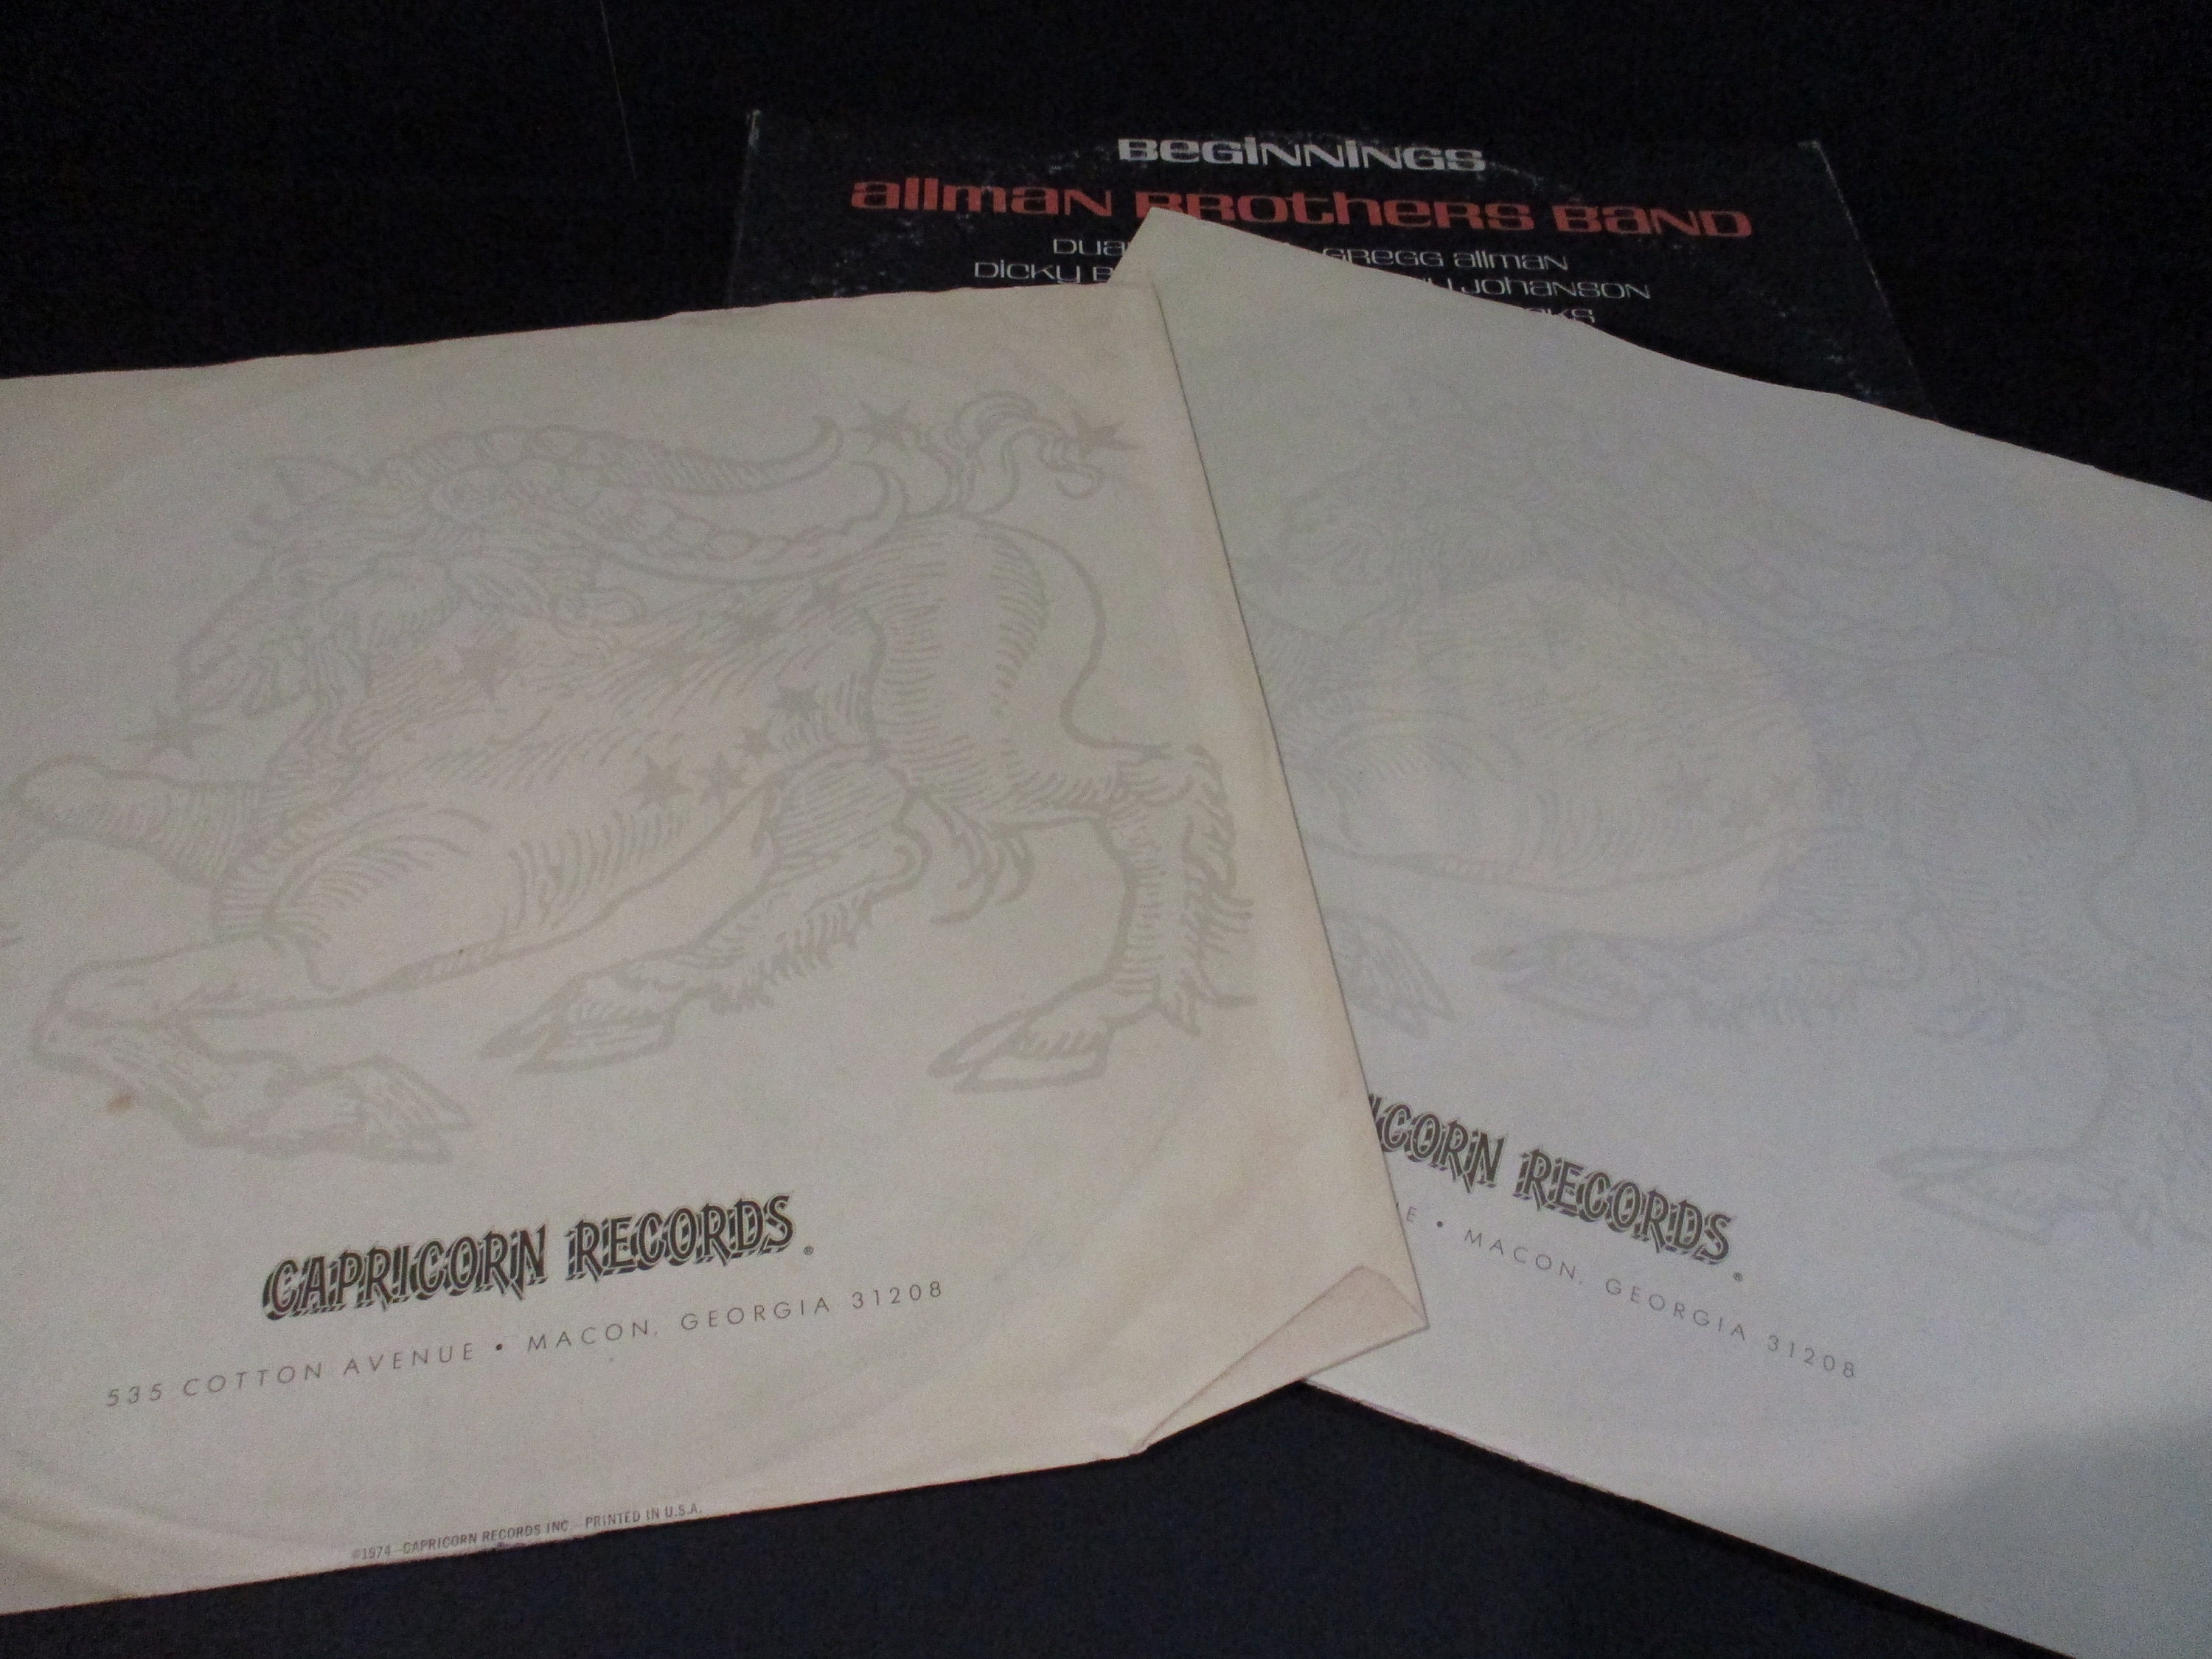 BEGINNINGS
allman BROTHERS BAND
GREGG allman
DICKY
JOHANSON
CAPRICORN RECORDS®
535 COTTON AVENUE • MACON, GEORGIA 31208
©1974—CAPRICORN RECORDS INC.—PRINTED IN U.S.A.
RECORDS®
• MACON, GEORGIA 31208